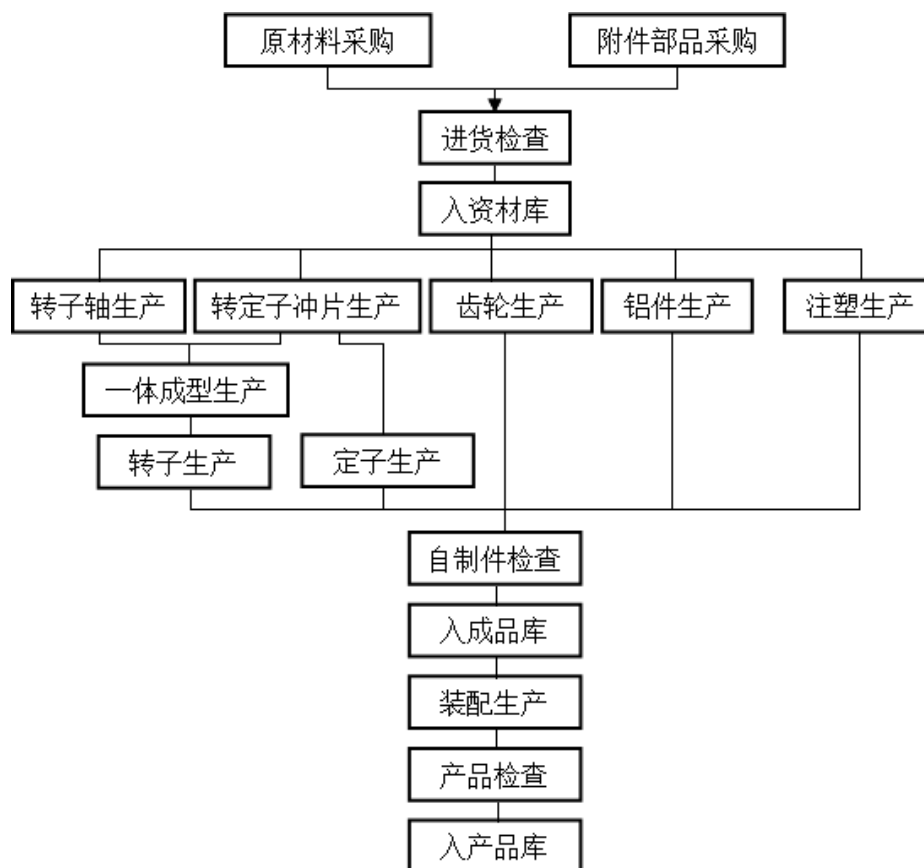 原材料采购
附件部品采购
进货检查
入资材库
转子轴生产
转定子冲片生产
齿轮生产
铝件生产
注塑生产
一体成型生产
转子生产
定子生产
自制件检查
入成品库
装配生产
产品检查
入产品库